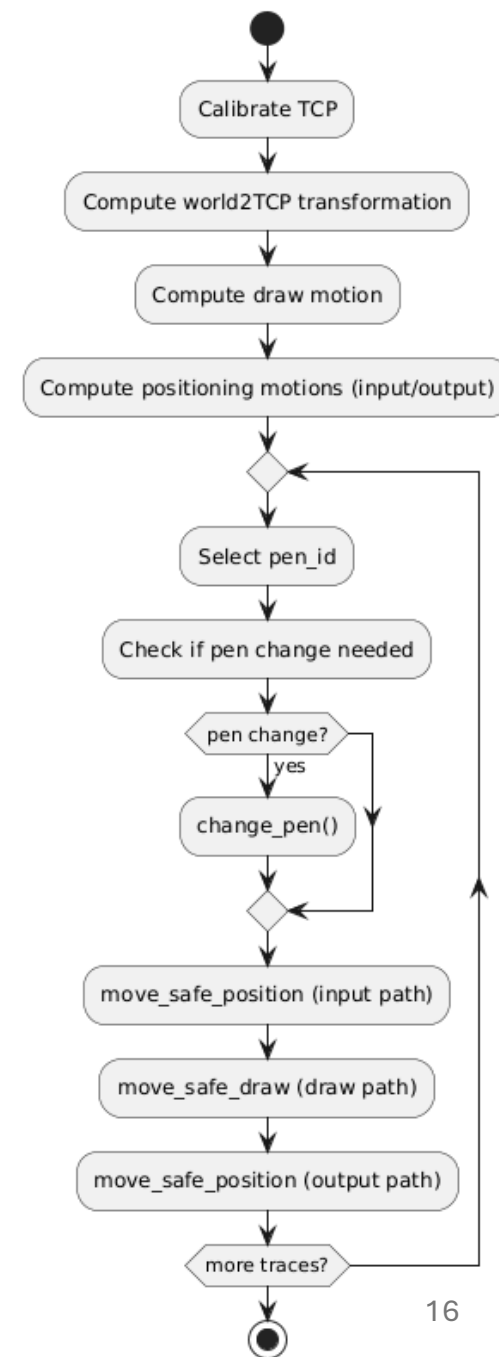 Calibrate TCP
Compute world2TCP transformation
Compute draw motion
Compute positioning motions (input/output)
Select pen_id
Check if pen change needed
pen change?
yes
change_pen()
move_safe_position (input path)
move_safe_draw (draw path)
move_safe_position (output path)
more traces?
16